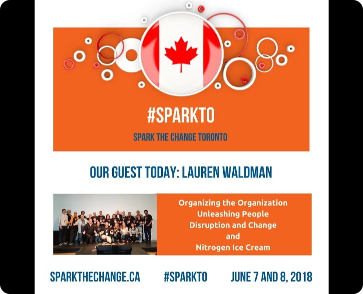 #SPARKTO
SPARK THE CHANGE TORONTO
OUR GUEST TODAY: LAUREN WALDMAN
Organizing the Organization
Unleashing People
Disruption and Change
and
Nitrogen Ice Cream
SPARKTHECHANGE.CA #SPARKTO JUNE 7 AND 8, 2018